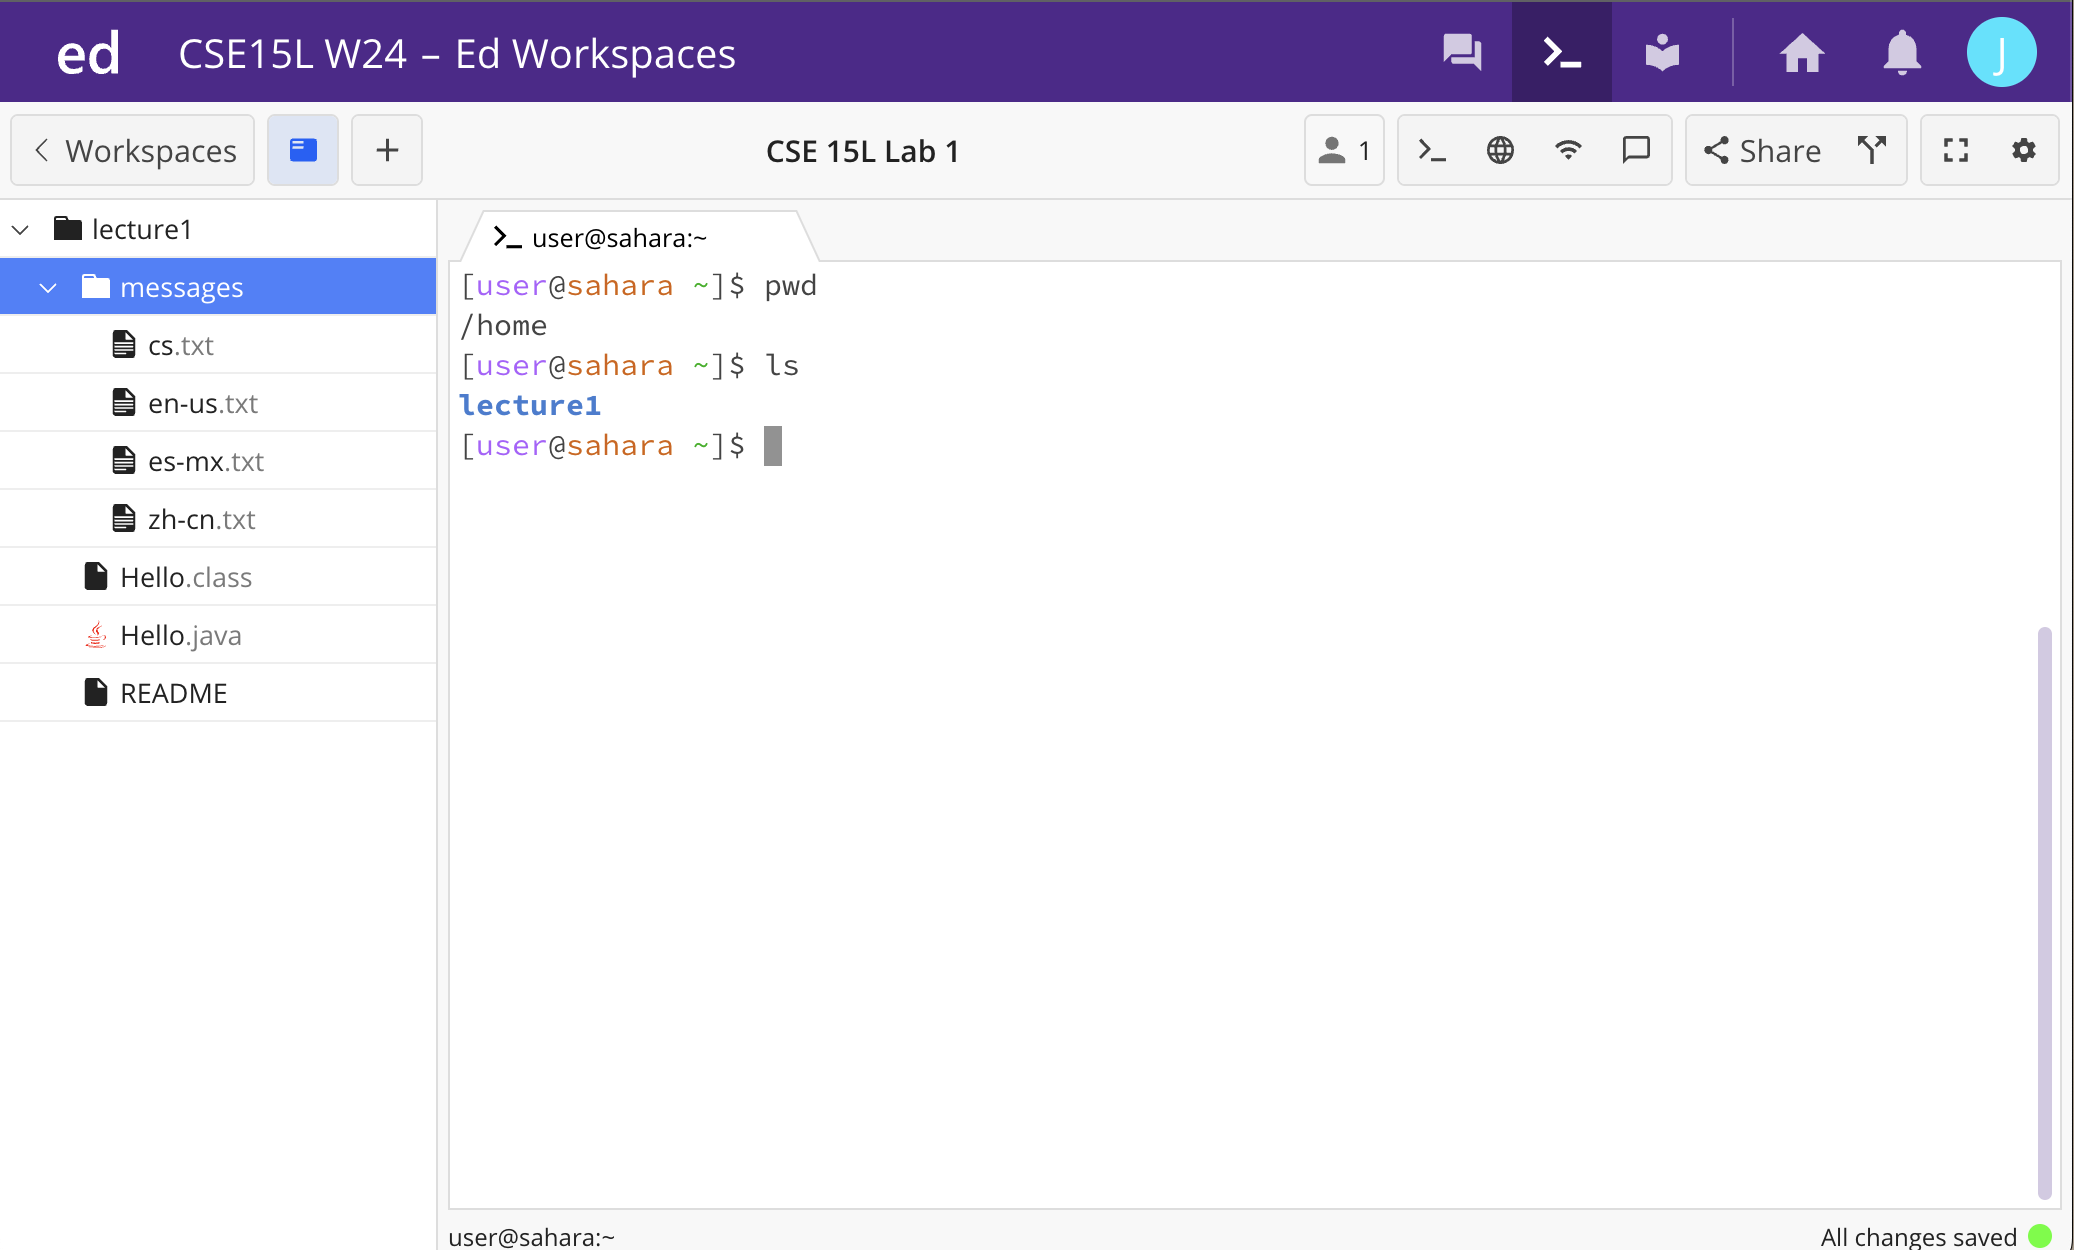 ed CSE15L W24 – Ed Workspaces J
Workspaces CSE 15L Lab 1 1 Share
lecture1
messages
cs.txt
en-us.txt
es-mx.txt
zh-cn.txt
Hello.class
Hello.java
README
user@sahara:~
[user@sahara ~]$ pwd
/home
[user@sahara ~]$ ls
lecture1
[user@sahara ~]$
user@sahara:~ All changes saved